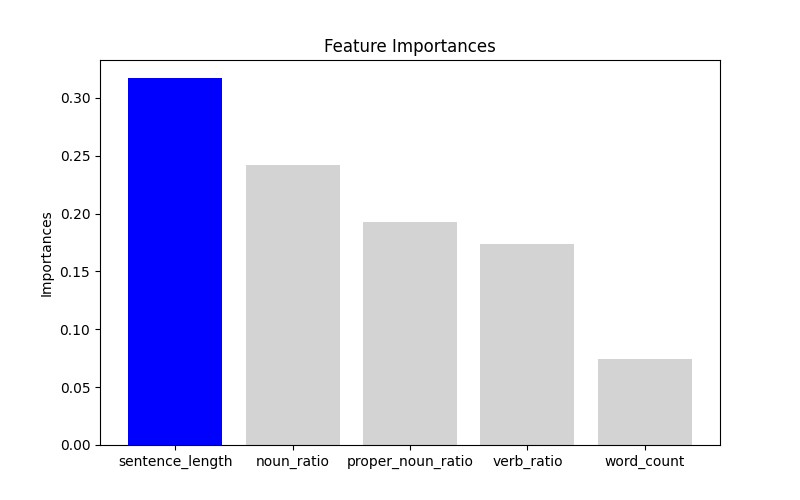 Feature Importances
0.30
0.25
0.20
0.15
0.10
0.05
0.00
Importances
sentence_length noun_ratio proper_noun_ratio verb_ratio word_count